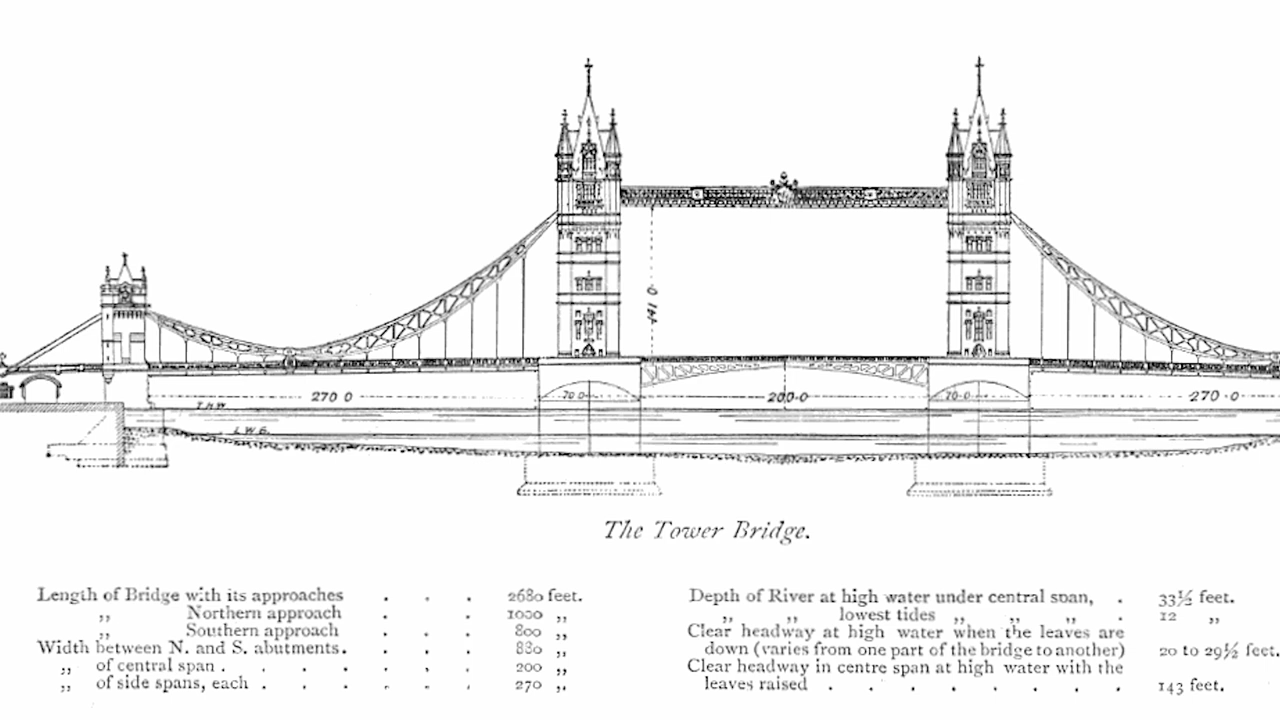 141 0
270 0
70 0
200-0
70-0
270-0
T.H.W
L.W.
The Tower Bridge.
Length of Bridge with its approaches . . . 2680 feet.
„ Northern approach . . . 1000 „
„ Southern approach . . . 800 „
Width between N. and S. abutments. . . . 880 „
„ of central span . . . . . . . 200 „
„ of side spans, each . . . . . . 270 „
Depth of River at high water under central span, . 33½ feet.
„ „ lowest tides „ „ „ . 12 „
Clear headway at high water when the leaves are
down (varies from one part of the bridge to another) 20 to 29½ feet.
Clear headway in centre span at high water with the
leaves raised . . . . . . . . 143 feet.